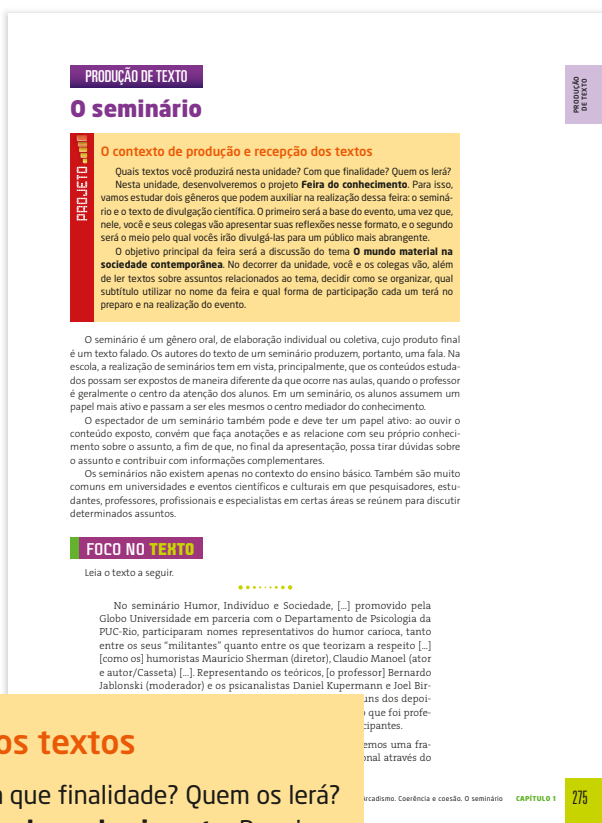 PRODUÇÃO DE TEXTO
PRODUÇÃO
DE TEXTO
O seminário
PROJETO
O contexto de produção e recepção dos textos
Quais textos você produzirá nesta unidade? Com que finalidade? Quem os lerá?
Nesta unidade, desenvolveremos o projeto Feira do conhecimento. Para isso,
vamos estudar dois gêneros que podem auxiliar na realização dessa feira: o seminá-
rio e o texto de divulgação científica. O primeiro será a base do evento, uma vez que,
nele, você e seus colegas vão apresentar suas reflexões nesse formato, e o segundo
será o meio pelo qual vocês irão divulgá-las para um público mais abrangente.
O objetivo principal da feira será a discussão do tema O mundo material na
sociedade contemporânea. No decorrer da unidade, você e os colegas vão, além
de ler textos sobre assuntos relacionados ao tema, decidir como se organizar, qual
subtítulo utilizar no nome da feira e qual forma de participação cada um terá no
preparo e na realização do evento.
O seminário é um gênero oral, de elaboração individual ou coletiva, cujo produto final
é um texto falado. Os autores do texto de um seminário produzem, portanto, uma fala. Na
escola, a realização de seminários tem em vista, principalmente, que os conteúdos estuda-
dos possam ser expostos de maneira diferente da que ocorre nas aulas, quando o professor
é geralmente o centro da atenção dos alunos. Em um seminário, os alunos assumem um
papel mais ativo e passam a ser eles mesmos o centro mediador do conhecimento.
O espectador de um seminário também pode e deve ter um papel ativo: ao ouvir o
conteúdo exposto, convém que faça anotações e as relacione com seu próprio conheci-
mento sobre o assunto, a fim de que, no final da apresentação, possa tirar dúvidas sobre
o assunto e contribuir com informações complementares.
Os seminários não existem apenas no contexto do ensino básico. Também são muito
comuns em universidades e eventos científicos e culturais em que pesquisadores, estu-
dantes, professores, profissionais e especialistas em certas áreas se reúnem para discutir
determinados assuntos.
FOCO NO TEXTO
Leia o texto a seguir.
No seminário Humor, Indivíduo e Sociedade, [...] promovido pela
Globo Universidade em parceria com o Departamento de Psicologia da
PUC-Rio, participaram nomes representativos do humor carioca, tanto
entre os seus "militantes" quanto entre os que teorizam a respeito [...]
[como os] humoristas Maurício Sherman (diretor), Claudio Manoel (ator
e autor/Casseta) [...]. Representando os teóricos, [o professor] Bernardo
Jablonski (moderador) e os psicanalistas Daniel Kupermann e Joel Bir-
uns dos depoi-
que foi profe-
cipantes.
emos uma fra-
onal através do
os textos
que finalidade? Quem os lerá?
Arcadismo. Coerência e coesão. O seminário CAPÍTULO 1 275